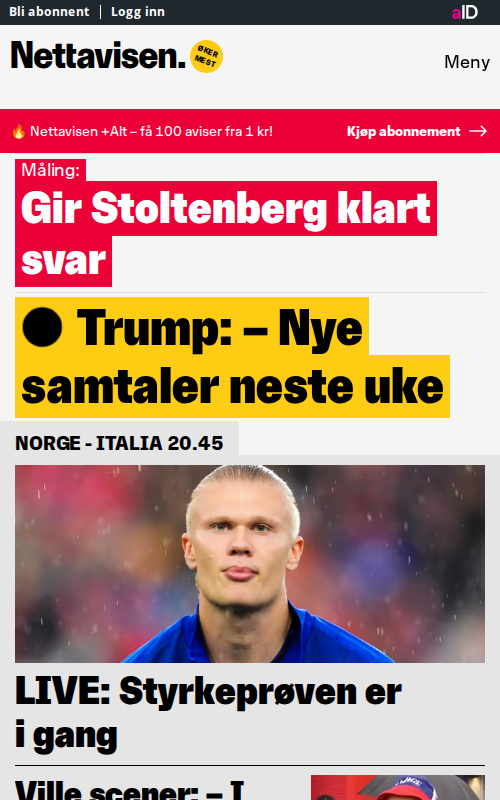 Bli abonnent | Logg inn
aID
Nettavisen.
ØKER
MEST
Meny
Nettavisen +Alt – få 100 aviser fra 1 kr!
Kjøp abonnement
Måling:
Gir Stoltenberg klart
svar
Trump: – Nye
samtaler neste uke
NORGE - ITALIA 20.45
LIVE: Styrkeprøven er
i gang
Ville scener: – I